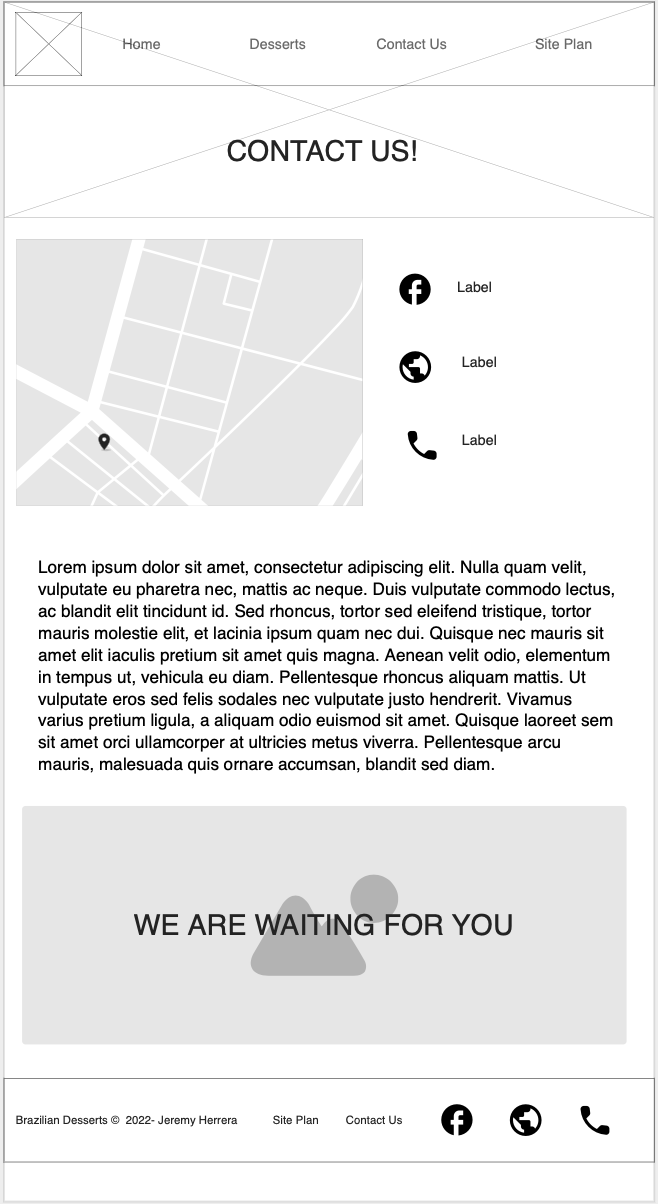 Home Desserts Contact Us Site Plan
CONTACT US!
Label
Label
Label
Lorem ipsum dolor sit amet, consectetur adipiscing elit. Nulla quam velit,
vulputate eu pharetra nec, mattis ac neque. Duis vulputate commodo lectus,
ac blandit elit tincidunt id. Sed rhoncus, tortor sed eleifend tristique, tortor
mauris molestie elit, et lacinia ipsum quam nec dui. Quisque nec mauris sit
amet elit iaculis pretium sit amet quis magna. Aenean velit odio, elementum
in tempus ut, vehicula eu diam. Pellentesque rhoncus aliquam mattis. Ut
vulputate eros sed felis sodales nec vulputate justo hendrerit. Vivamus
varius pretium ligula, a aliquam odio euismod sit amet. Quisque laoreet sem
sit amet orci ullamcorper at ultricies metus viverra. Pellentesque arcu
mauris, malesuada quis ornare accumsan, blandit sed diam.
WE ARE WAITING FOR YOU
Brazilian Desserts © 2022- Jeremy Herrera Site Plan Contact Us